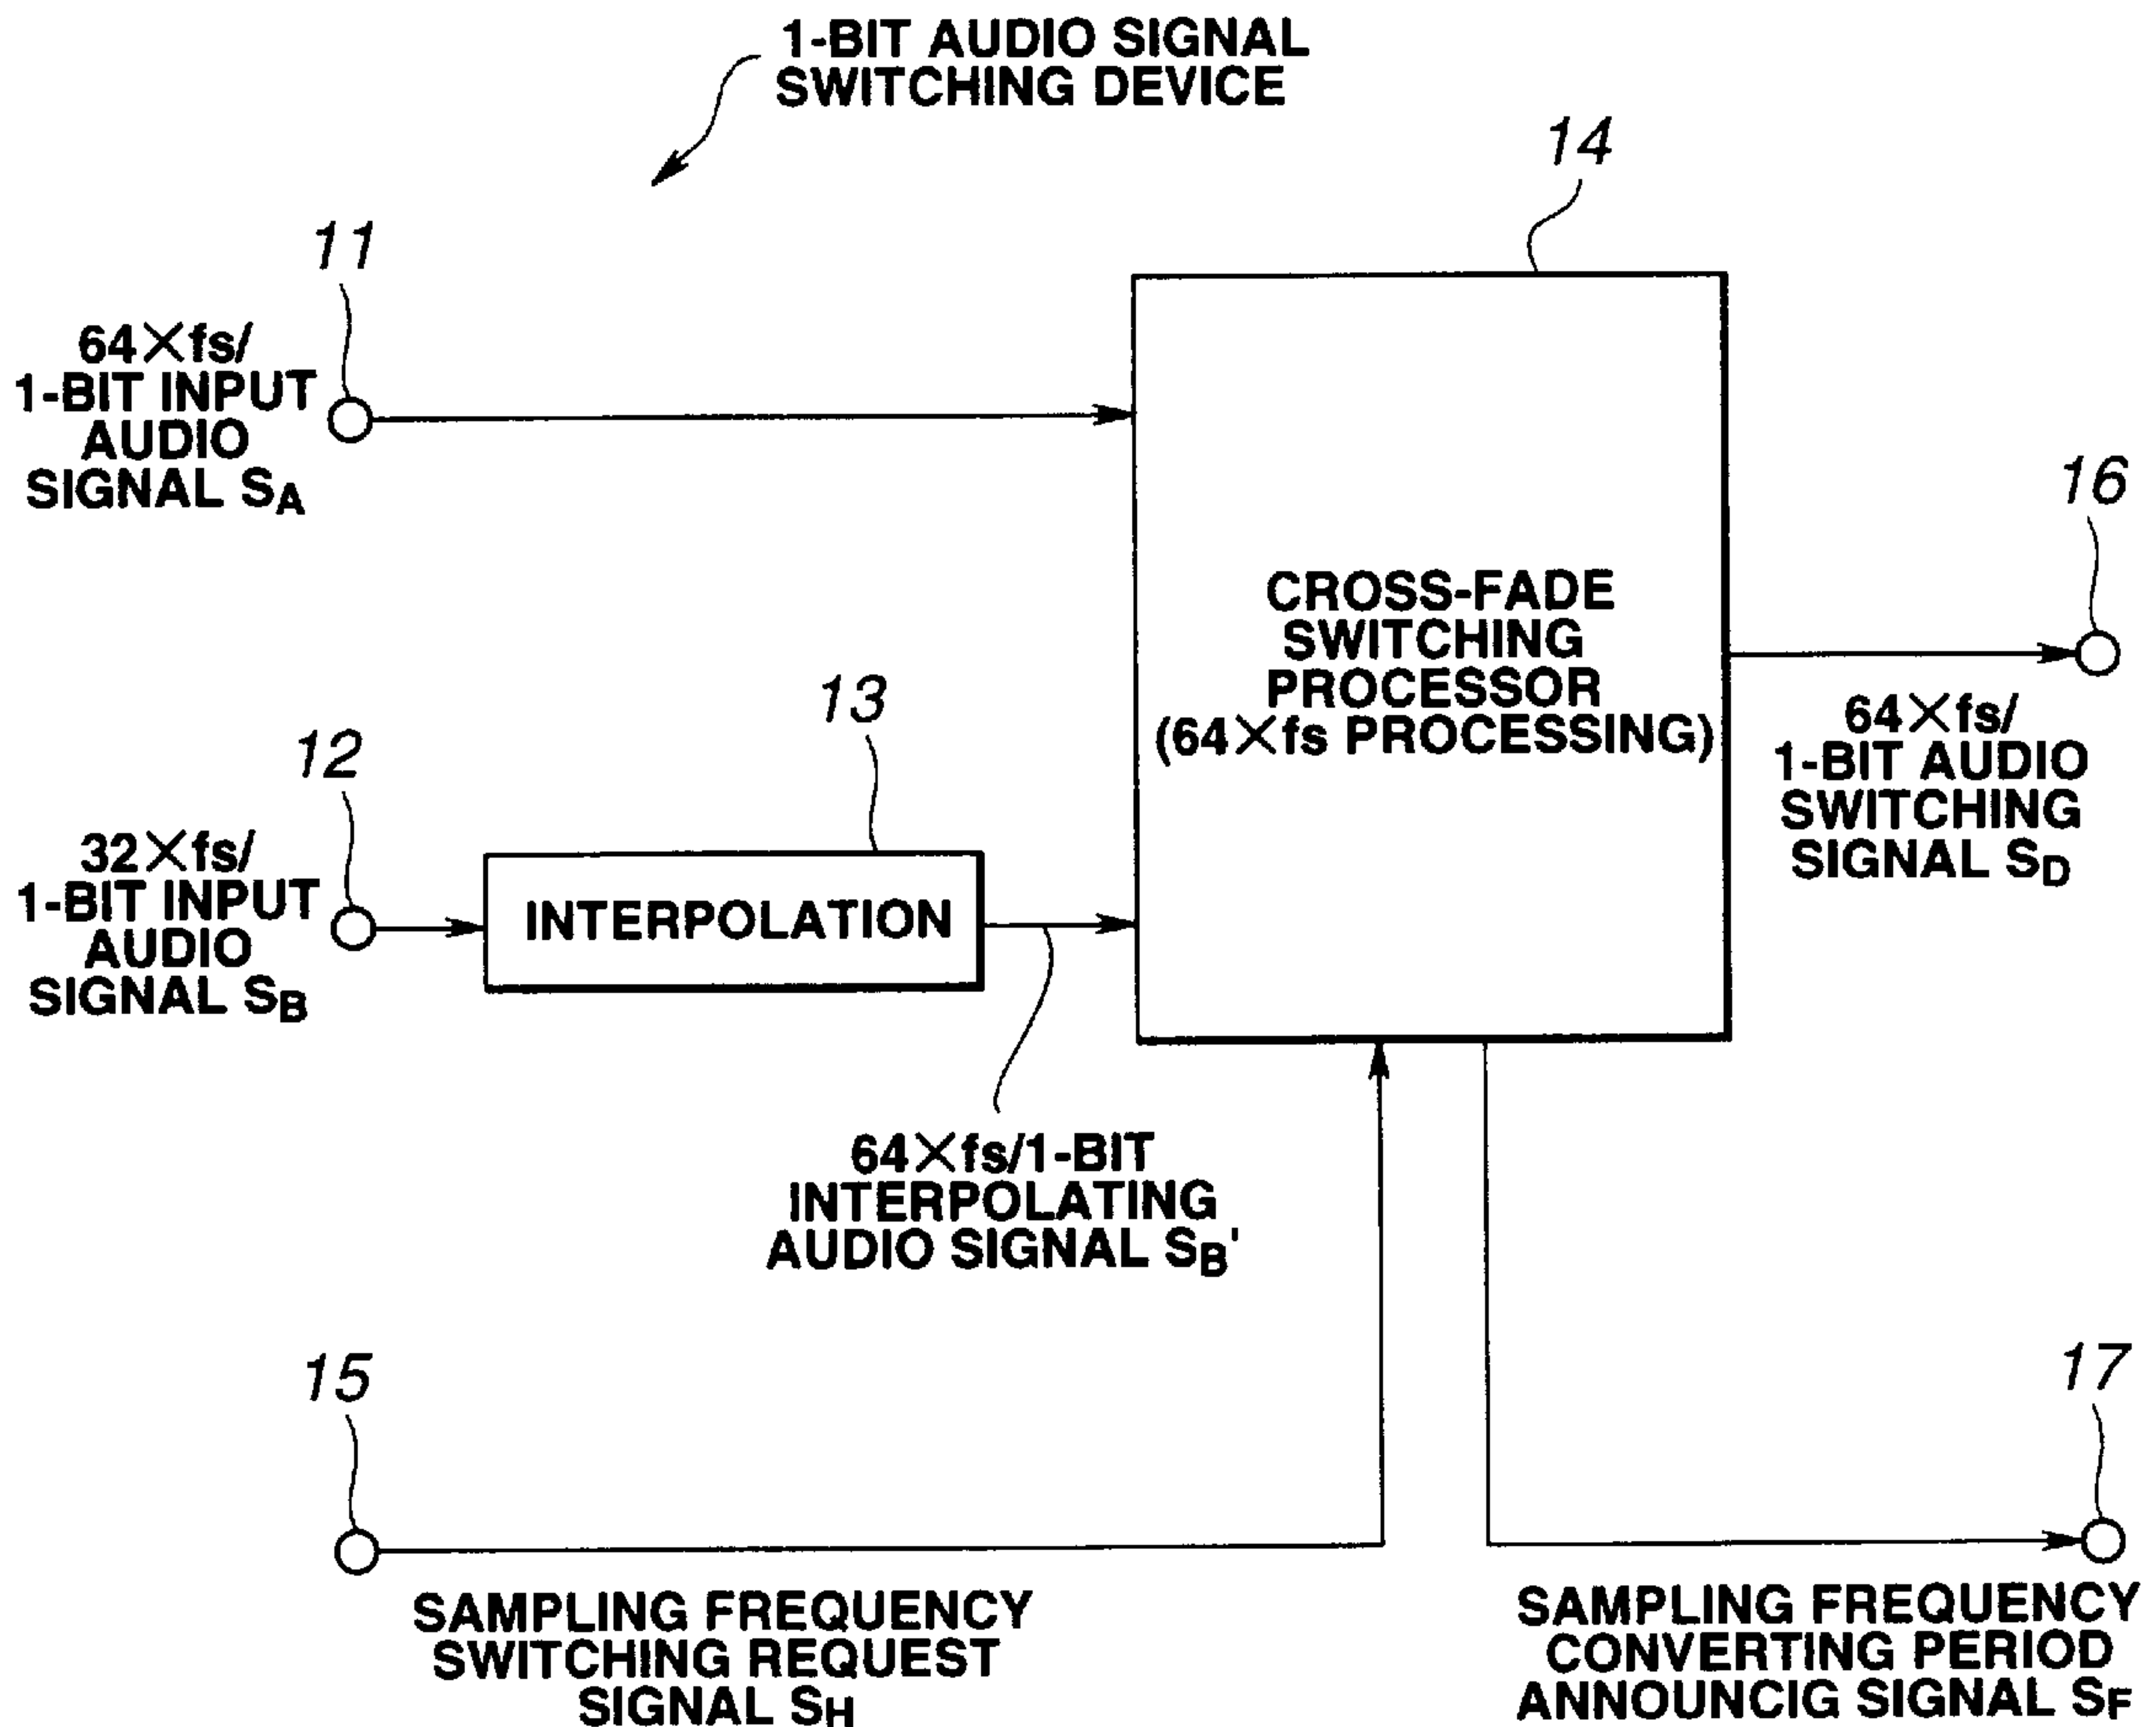 1-BIT AUDIO SIGNAL
SWITCHING DEVICE
14
11
64×fs/
1-BIT INPUT
AUDIO
SIGNAL SA
16
CROSS-FADE
SWITCHING
PROCESSOR
(64×fs PROCESSING)
64×fs/
1-BIT AUDIO
SWITCHING
SIGNAL SD
13
12
32×fs/
1-BIT INPUT
AUDIO
SIGNAL SB
INTERPOLATION
64×fs/1-BIT
INTERPOLATING
AUDIO SIGNAL SB'
15
17
SAMPLING FREQUENCY
SWITCHING REQUEST
SIGNAL SH
SAMPLING FREQUENCY
CONVERTING PERIOD
ANNOUNCIG SIGNAL SF